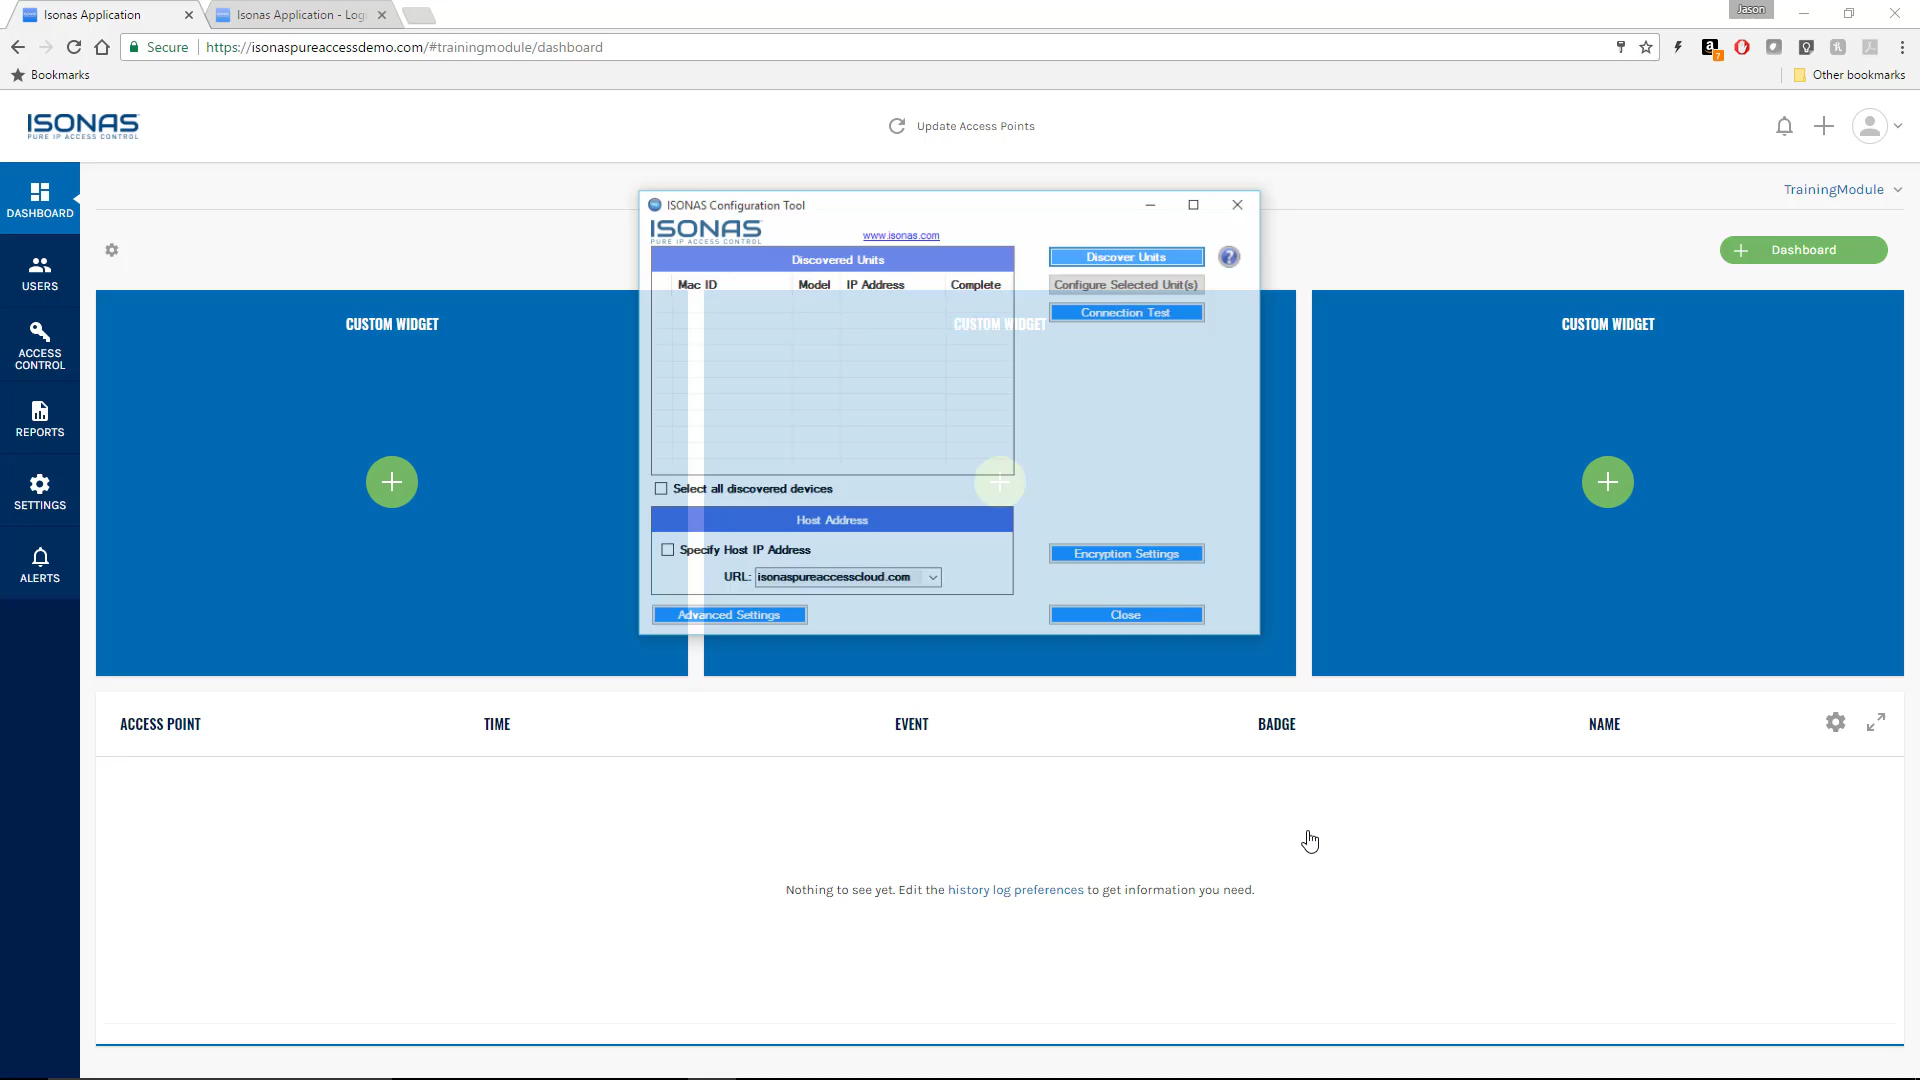 Isonas Application
Isonas Application - Log
Jason
Secure
https://isonaspureaccessdemo.com/#trainingmodule/dashboard
Bookmarks
Other bookmarks
ISONAS
PURE IP ACCESS CONTROL
Update Access Points
DASHBOARD
USERS
ACCESS
CONTROL
REPORTS
SETTINGS
ALERTS
TrainingModule
Dashboard
CUSTOM WIDGET
CUSTOM WIDGET
CUSTOM WIDGET
ISONAS Configuration Tool
ISONAS
PURE IP ACCESS CONTROL
www.isonas.com
Discovered Units
Mac ID Model IP Address Complete
Discover Units
?
Configure Selected Unit(s)
Connection Test
Select all discovered devices
Host Address
Specify Host IP Address
URL: isonaspureaccesscloud.com
Encryption Settings
Advanced Settings
Close
ACCESS POINT TIME EVENT BADGE NAME
Nothing to see yet. Edit the history log preferences to get information you need.